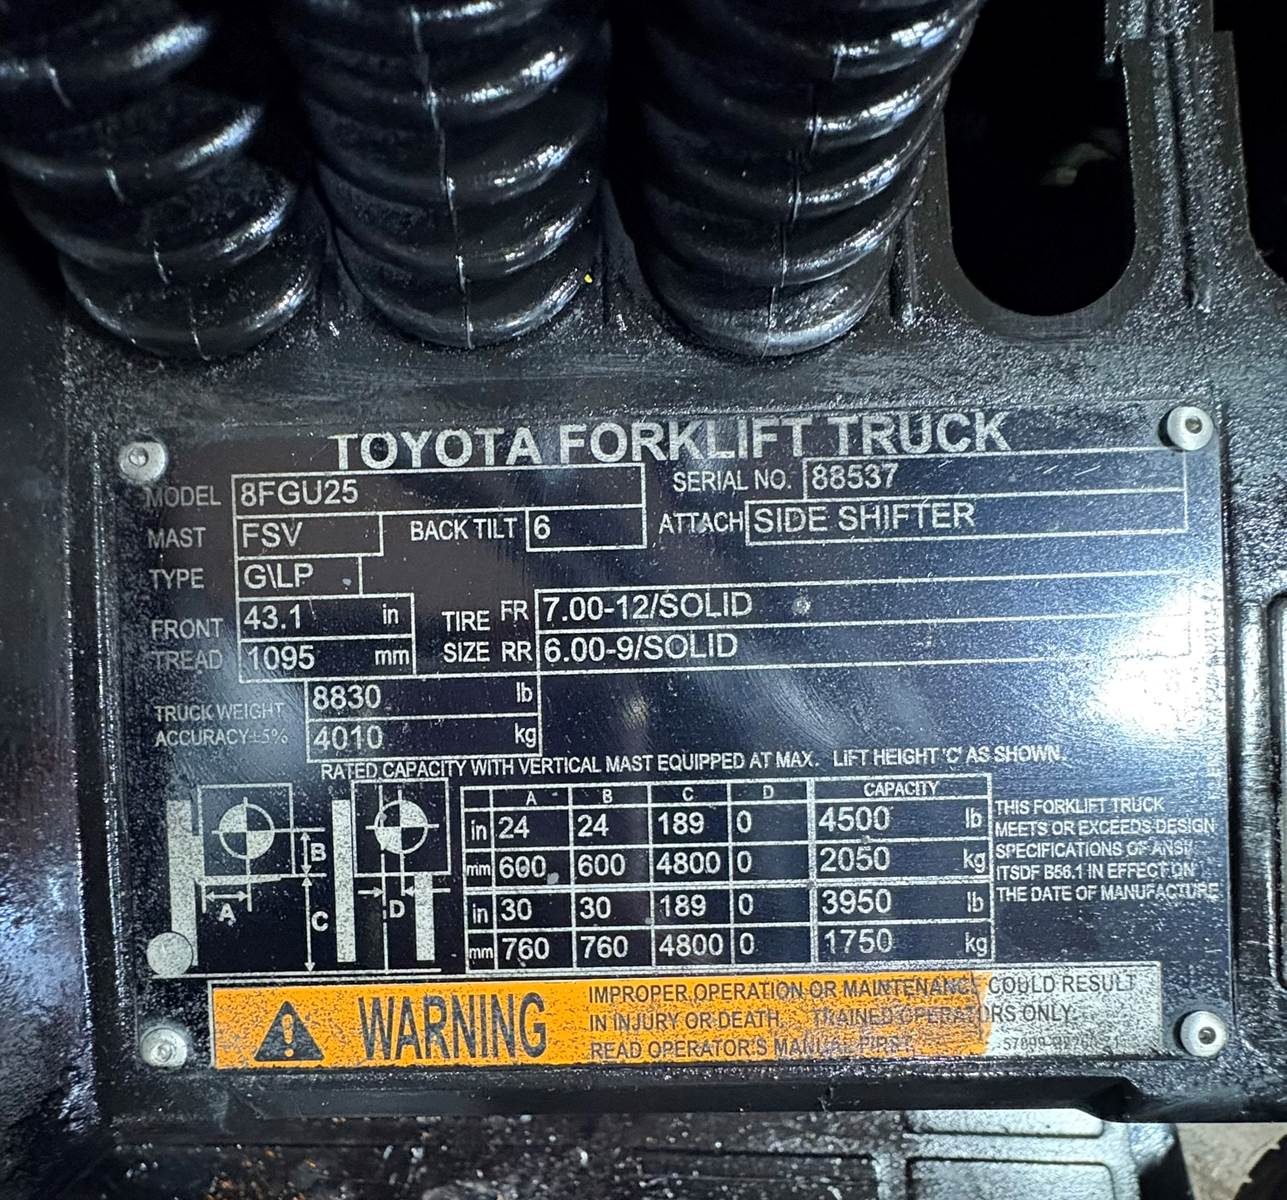 TOYOTA FORKLIFT TRUCK
MODEL 8FGU25 SERIAL NO. 88537
MAST FSV BACK TILT 6 ATTACH SIDE SHIFTER
TYPE G\LP
FRONT TREAD 43.1 in TIRE SIZE FR 7.00-12/SOLID
1095 mm RR 6.00-9/SOLID
TRUCK WEIGHT 8830 lb
ACCURACY±5% 4010 kg
RATED CAPACITY WITH VERTICAL MAST EQUIPPED AT MAX. LIFT HEIGHT 'C' AS SHOWN.
A B C D CAPACITY
in 24 24 189 0 4500 lb
mm 600 600 4800 0 2050 kg
in 30 30 189 0 3950 lb
mm 760 760 4800 0 1750 kg
A B C D
THIS FORKLIFT TRUCK
MEETS OR EXCEEDS DESIGN
SPECIFICATIONS OF ANSI/
ITSDF B56.1 IN EFFECT ON
THE DATE OF MANUFACTURE
WARNING
IMPROPER OPERATION OR MAINTENANCE COULD RESULT
IN INJURY OR DEATH. TRAINED OPERATORS ONLY.
READ OPERATOR'S MANUAL FIRST